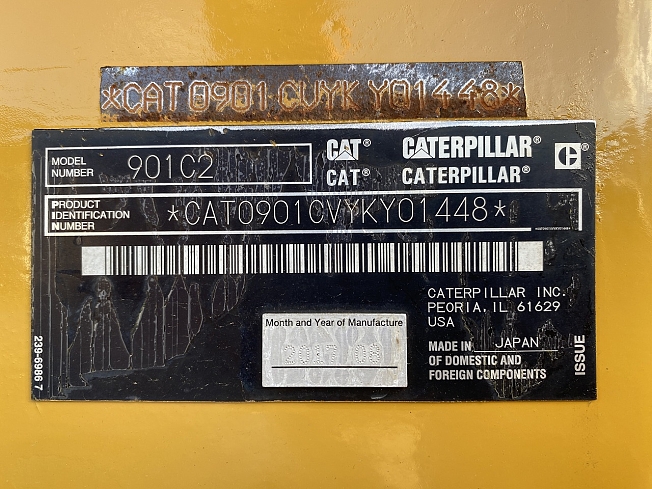 *CAT0901CVYKY01448*
MODEL NUMBER 901C2
CAT® CATERPILLAR® C
CAT® CATERPILLAR®
PRODUCT IDENTIFICATION NUMBER *CAT0901CVYKY01448*
CATERPILLAR INC.
PEORIA, IL 61629
USA
Month and Year of Manufacture
MADE IN JAPAN
OF DOMESTIC AND
FOREIGN COMPONENTS
ISSUE
239-6986 7